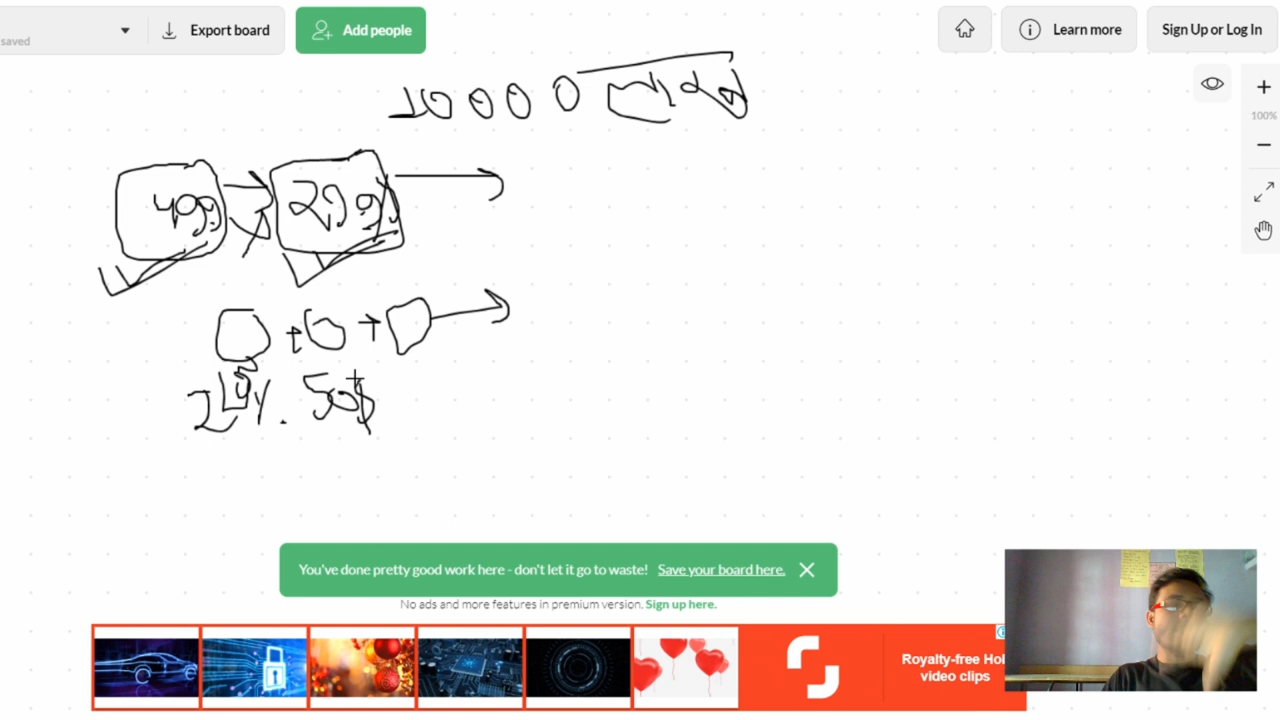 saved
Export board
Add people
Learn more
Sign Up or Log In
100%
10000
499
299
50$
You've done pretty good work here - don't let it go to waste! Save your board here.
No ads and more features in premium version. Sign up here.
Royalty-free Hol
video clips